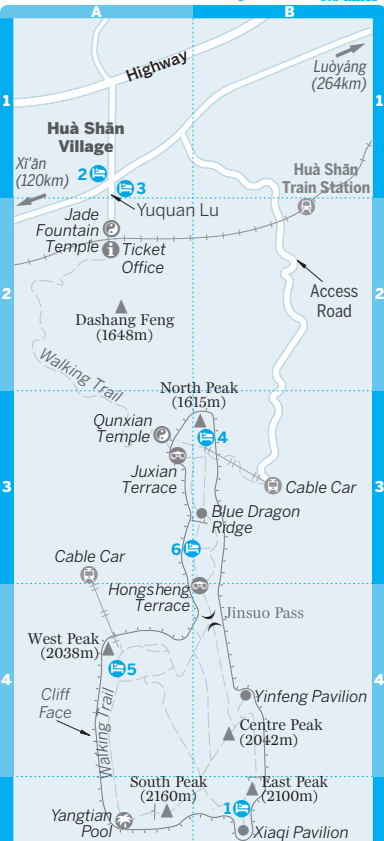 A
B
Highway
Luòyáng
(264km)
1
1
Huà Shān
Village
2
3
Xī'ān
(120km)
Huà Shān
Train Station
Yuquan Lu
Jade
Fountain
Temple
Ticket
Office
Access
Road
2
2
Dashang Feng
(1648m)
Walking Trail
North Peak
(1615m)
Qunxian
Temple
4
Juxian
Terrace
3
3
Cable Car
Blue Dragon
Ridge
6
Cable Car
Hongsheng
Terrace
Jinsuo Pass
West Peak
(2038m)
5
4
4
Cliff
Face
Walking Trail
Yinfeng Pavilion
Centre Peak
(2042m)
South Peak
(2160m)
East Peak
(2100m)
1
Yangtian
Pool
Xiaqi Pavilion